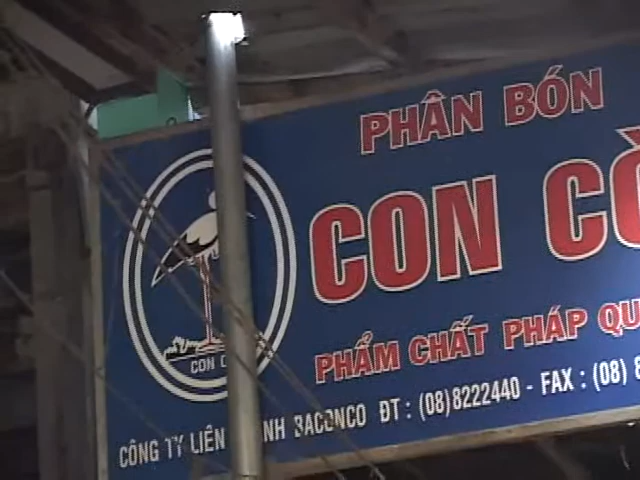 PHÂN BÓN
CON CÒ
PHẨM CHẤT PHÁP QU
CON C
CÔNG TY LIÊN NH BACONCO ĐT : (08)8222440 - FAX : (08) 8